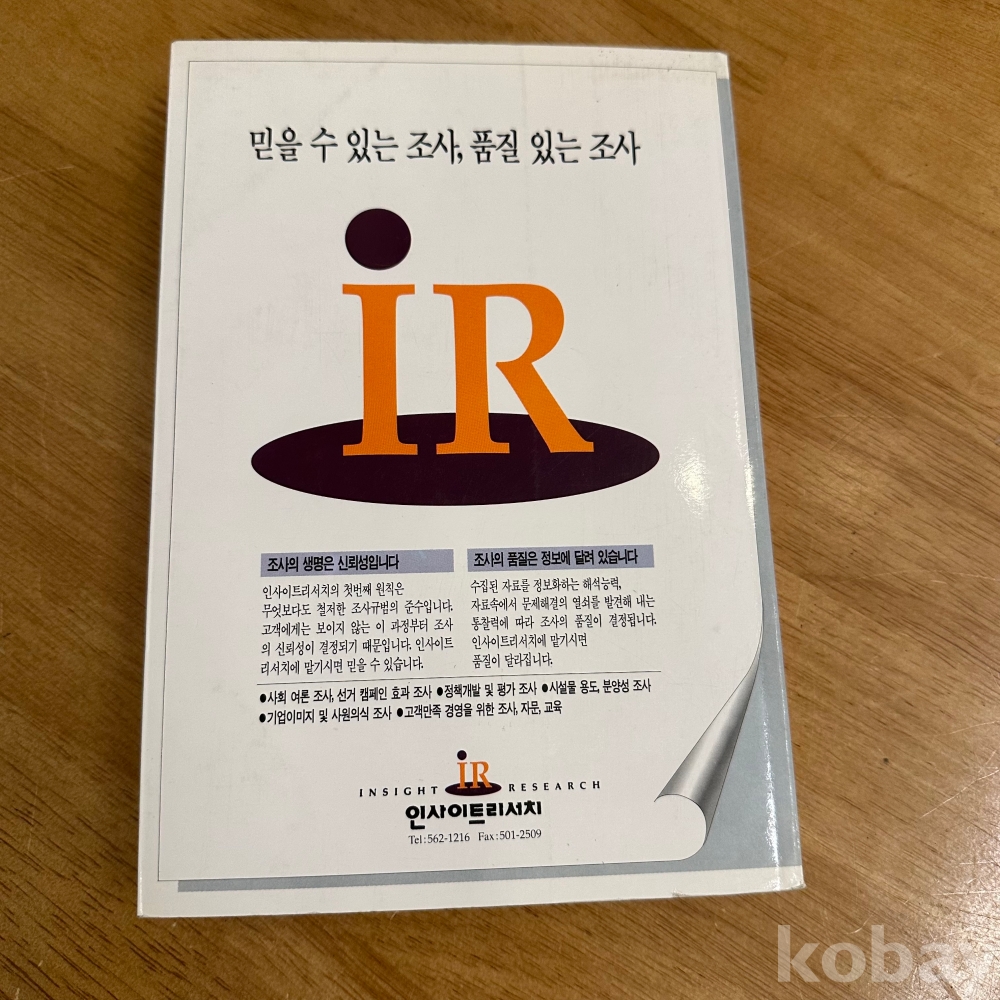 믿을 수 있는 조사, 품질 있는 조사
iR
조사의 생명은 신뢰성입니다
인사이트리서치의 첫번째 원칙은
무엇보다도 철저한 조사규범의 준수입니다.
고객에게는 보이지 않는 이 과정부터 조사
의 신뢰성이 결정되기 때문입니다. 인사이트
리서치에 맡기시면 믿을 수 있습니다.
조사의 품질은 정보에 달려 있습니다
수집된 자료를 정보화하는 해석능력,
자료속에서 문제해결의 열쇠를 발견해 내는
통찰력에 따라 조사의 품질이 결정됩니다.
인사이트리서치에 맡기시면
품질이 달라집니다.
●사회 여론 조사, 선거 캠페인 효과 조사 ●정책개발 및 평가 조사 ●시설물 용도, 분양성 조사
●기업이미지 및 사원의식 조사 ●고객만족 경영을 위한 조사, 자문, 교육
INSIGHT iR RESEARCH
인사이트리서치
Tel:562-1216 Fax:501-2509
kobay